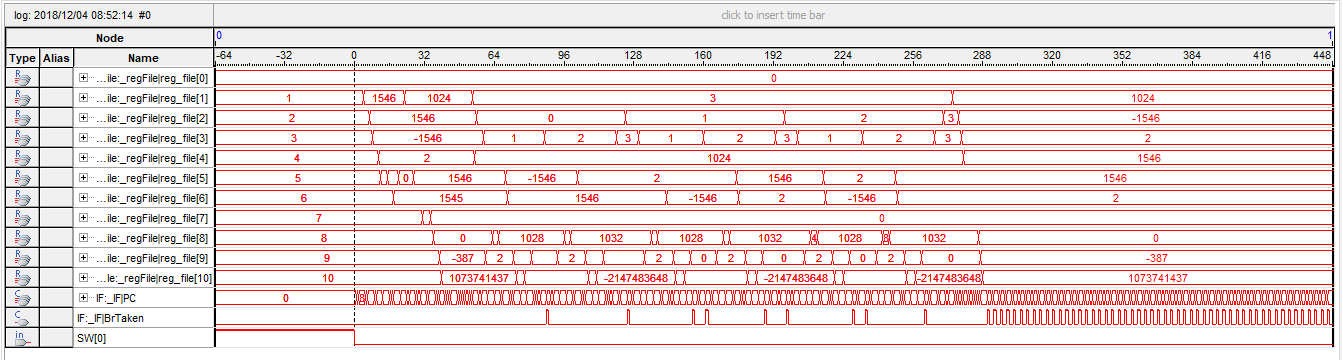 log: 2018/12/04 08:52:14 #0 click to insert time bar
Node 0 1
Type Alias Name -64 -32 0 32 64 96 128 160 192 224 256 288 320 352 384 416 448
R ...ile:_regFile|reg_file[0] 0
R ...ile:_regFile|reg_file[1] 1 1546 1024 3 1024
R ...ile:_regFile|reg_file[2] 2 1546 0 1 2 3 -1546
R ...ile:_regFile|reg_file[3] 3 -1546 1 2 3 1 2 3 1 2 3 2
R ...ile:_regFile|reg_file[4] 4 2 1024 1546
R ...ile:_regFile|reg_file[5] 5 0 1546 -1546 2 1546 2 1546
R ...ile:_regFile|reg_file[6] 6 1545 1546 -1546 2 -1546 2
R ...ile:_regFile|reg_file[7] 7 0
R ...ile:_regFile|reg_file[8] 8 0 1028 1032 1028 1032 4 1028 8 1032 0
R ...ile:_regFile|reg_file[9] 9 -387 2 2 2 0 2 0 2 0 2 0 -387
R ...le:_regFile|reg_file[10] 10 1073741437 -2147483648 -2147483648 -2147483648 1073741437
C IF:_IF|PC 0 8
C IF:_IF|BrTaken
in SW[0]